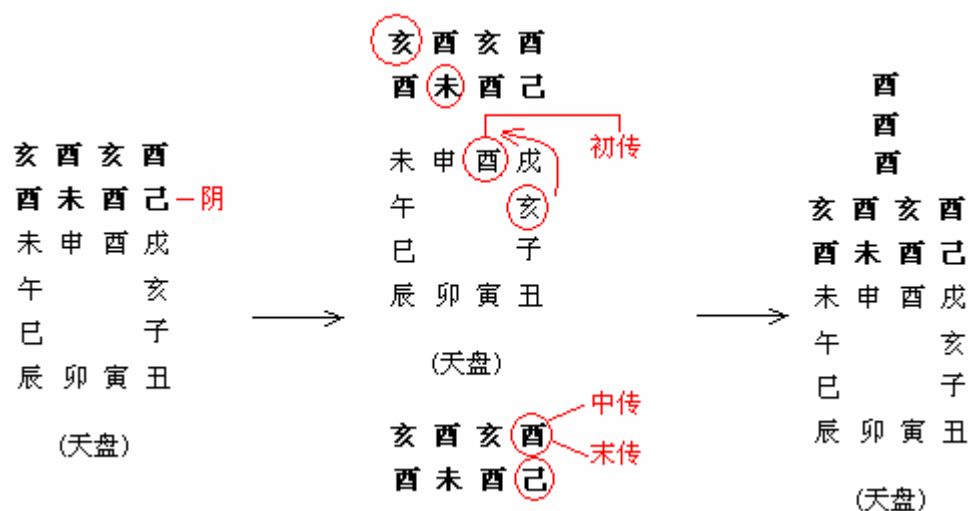 亥 酉 亥 酉
酉 未 酉 己 - 阴
未 申 酉 戌
午 亥
巳 子
辰 卯 寅 丑
(天盘)
亥 酉 亥 酉
酉 未 酉 己
初传
未 申 酉 戌
午 亥
巳 子
辰 卯 寅 丑
(天盘)
中传
亥 酉 亥 酉
末传
酉 未 酉 己
酉
酉
酉
亥 酉 亥 酉
酉 未 酉 己
未 申 酉 戌
午 亥
巳 子
辰 卯 寅 丑
(天盘)